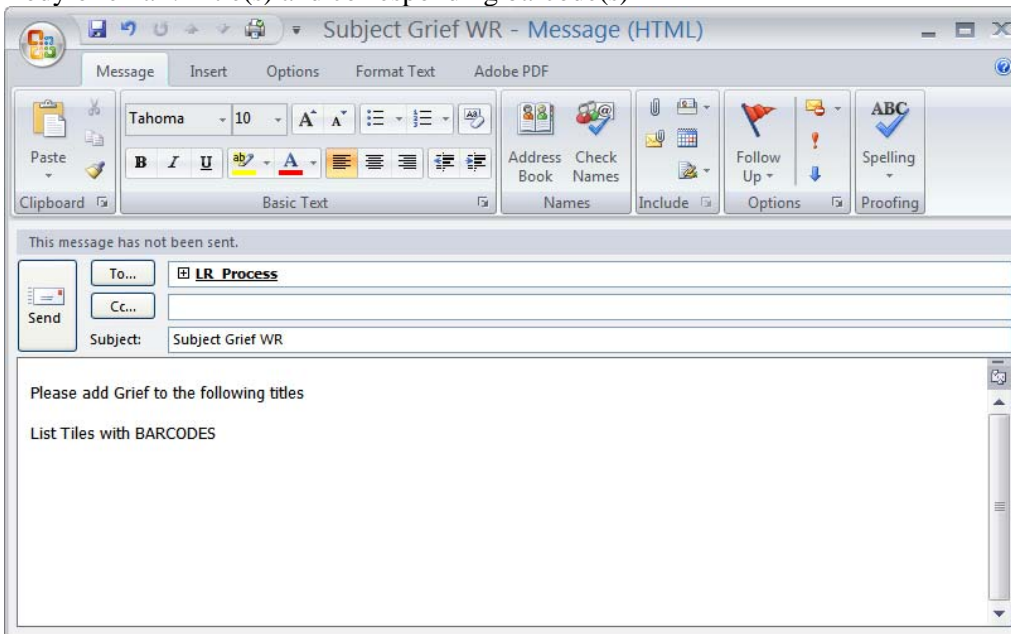 Subject Grief WR - Message (HTML)
Message Insert Options Format Text Adobe PDF
Tahoma 10 A A
Paste B I U ab A
Address Book Check Names
Follow Up
ABC
Spelling
Clipboard Basic Text Names Include Options Proofing
This message has not been sent.
To... LR Process
Send
Cc...
Subject: Subject Grief WR
Please add Grief to the following titles
List Tiles with BARCODES